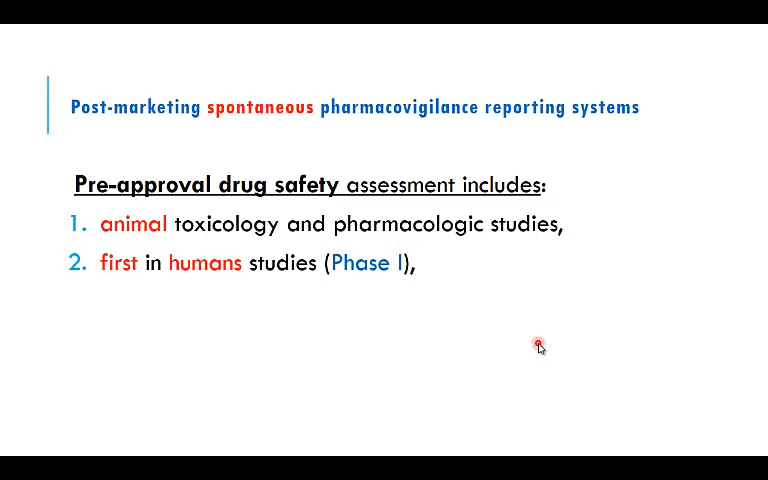 Post-marketing spontaneous pharmacovigilance reporting systems
Pre-approval drug safety assessment includes:
1. animal toxicology and pharmacologic studies,
2. first in humans studies (Phase I),